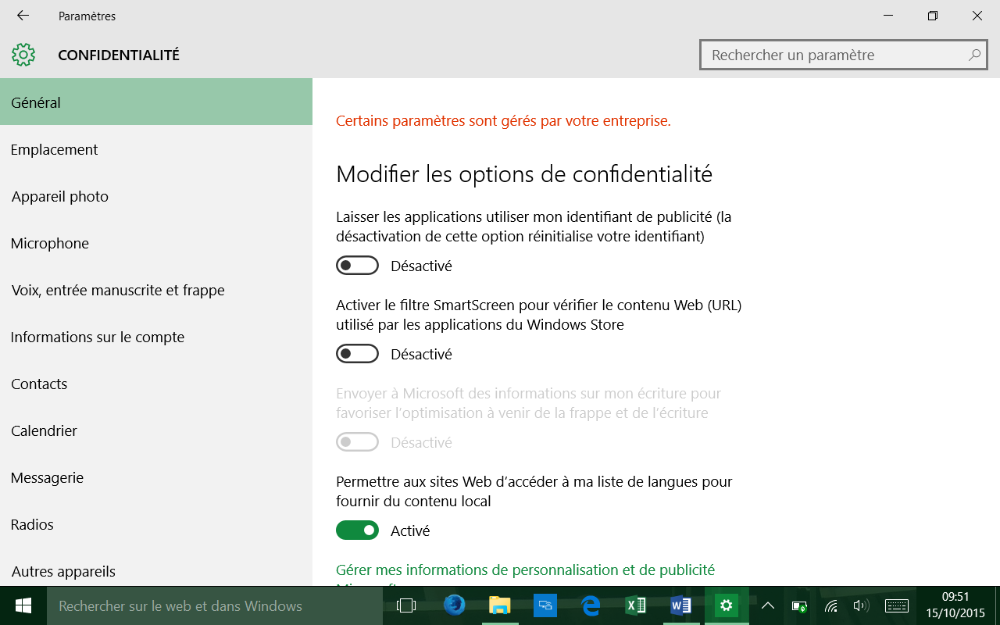 Paramètres
CONFIDENTIALITÉ
Rechercher un paramètre
Général
Emplacement
Appareil photo
Microphone
Voix, entrée manuscrite et frappe
Informations sur le compte
Contacts
Calendrier
Messagerie
Radios
Autres appareils
Certains paramètres sont gérés par votre entreprise.
Modifier les options de confidentialité
Laisser les applications utiliser mon identifiant de publicité (la
désactivation de cette option réinitialise votre identifiant)
Désactivé
Activer le filtre SmartScreen pour vérifier le contenu Web (URL)
utilisé par les applications du Windows Store
Désactivé
Envoyer à Microsoft des informations sur mon écriture pour
favoriser l’optimisation à venir de la frappe et de l’écriture
Désactivé
Permettre aux sites Web d’accéder à ma liste de langues pour
fournir du contenu local
Activé
Gérer mes informations de personnalisation et de publicité
Microsoft
Rechercher sur le web et dans Windows
09:51
15/10/2015